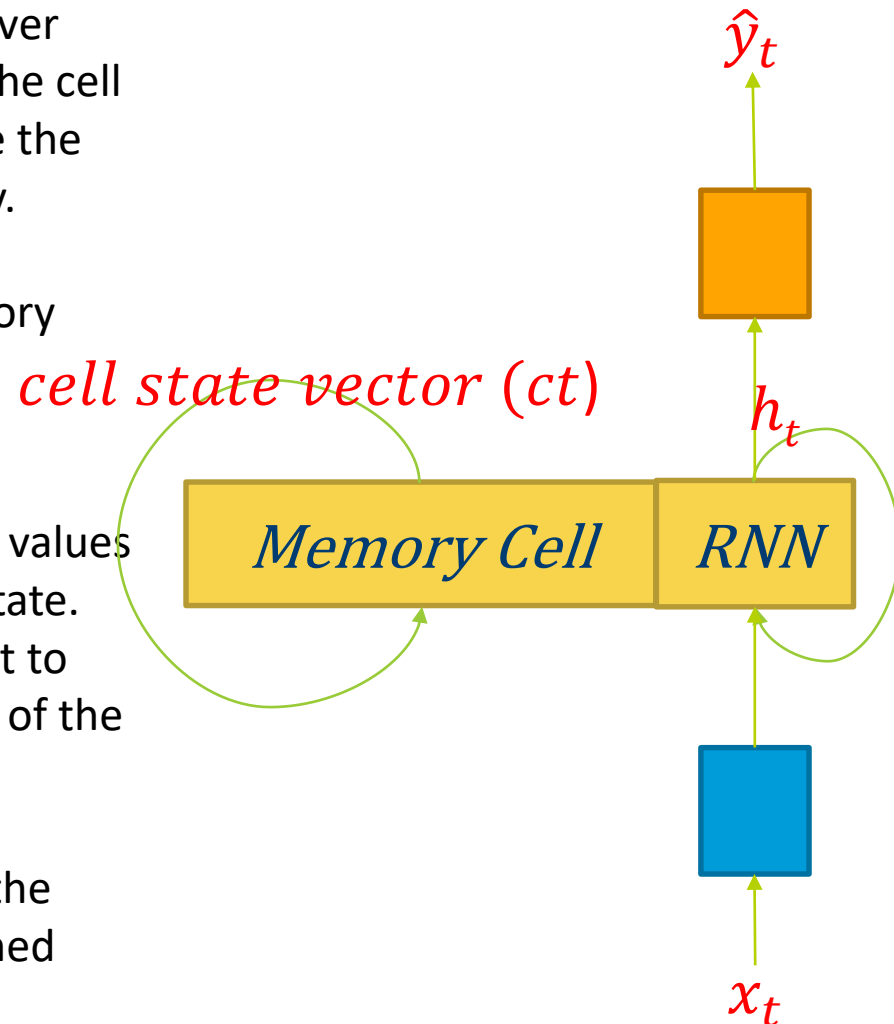 ver
he cell
e the
y.
ory
values
tate.
t to
of the
the
ned
ŷₜ
cell state vector (ct)
hₜ
Memory Cell
RNN
xₜ